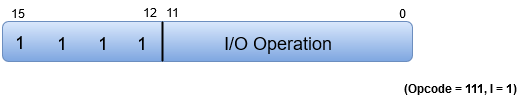 15 12 11 0
1 1 1 1 I/O Operation
(Opcode = 111, I = 1)